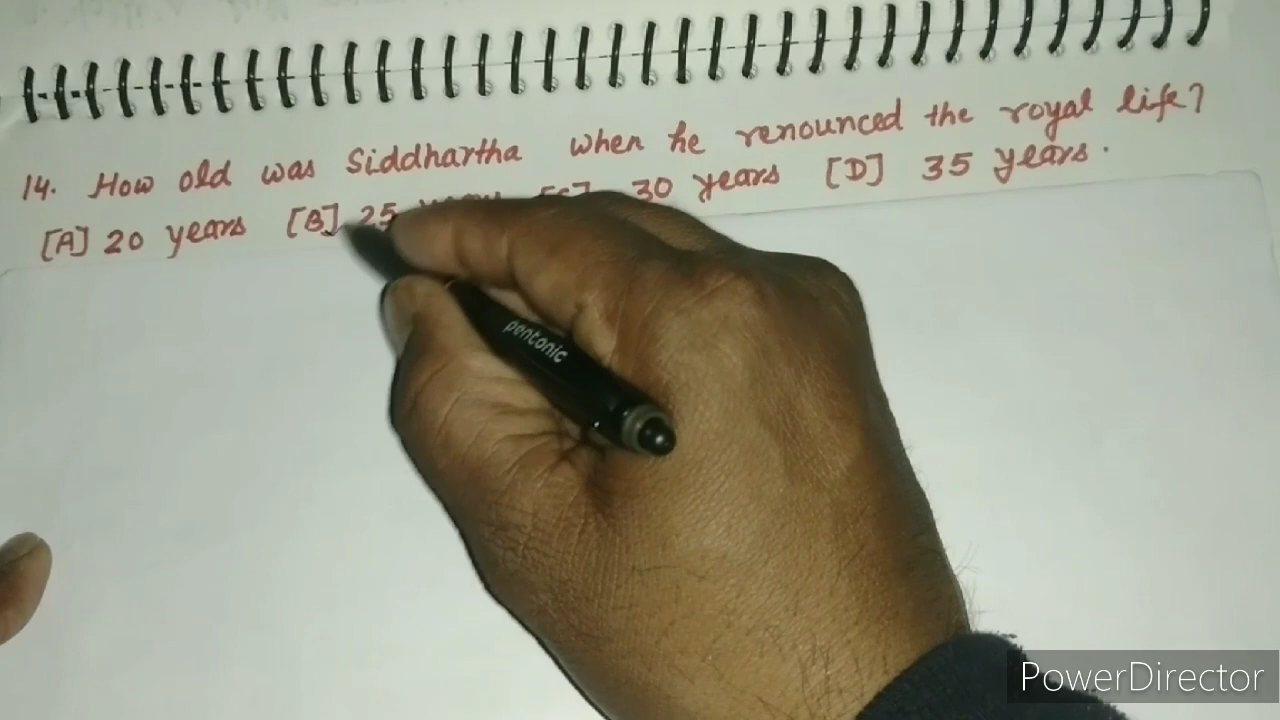 14. How old was Siddhartha when he renounced the royal life?
[A] 20 years [B] 25 30 years [D] 35 years.
pentonic
PowerDirector